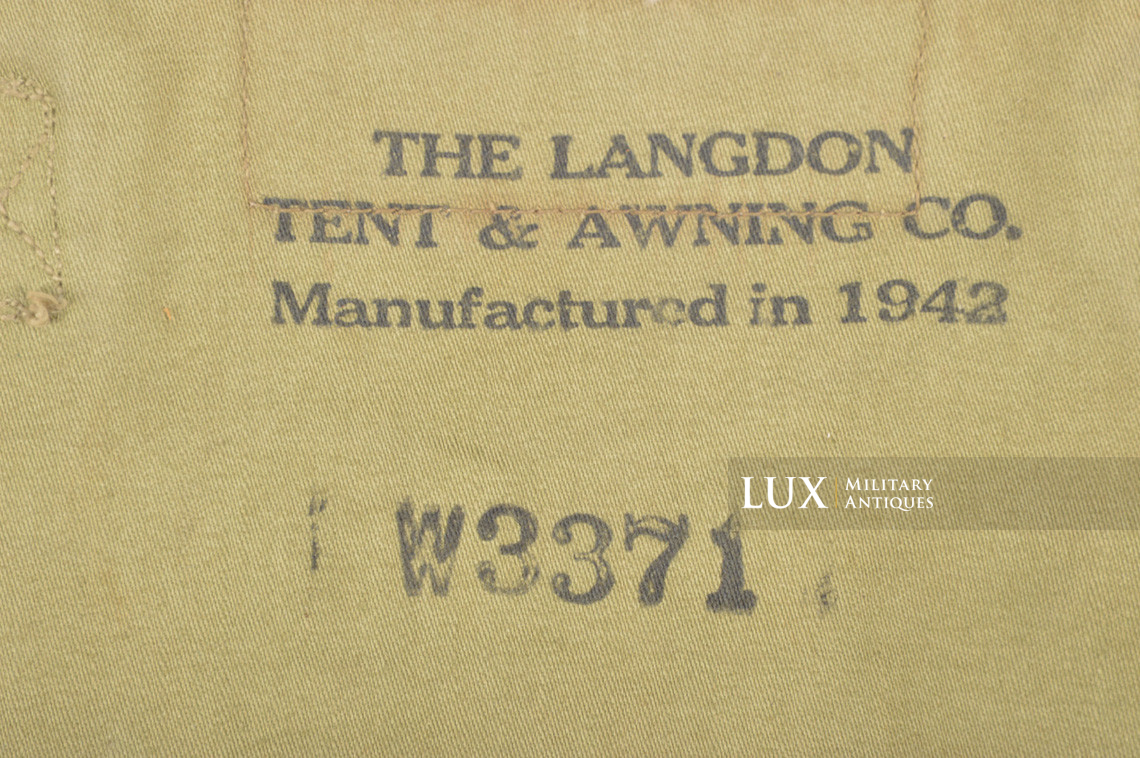 THE LANGDON
TENT & AWNING CO.
Manufactured in 1942
LUX MILITARY
ANTIQUES
W3371